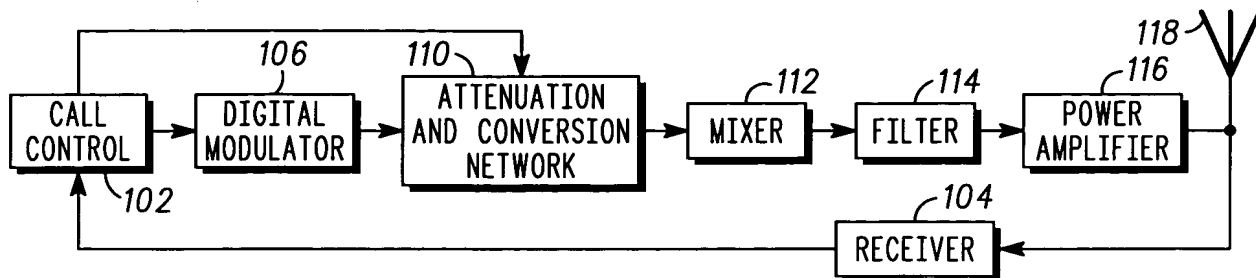 118
106
110
112
114
116
CALL
CONTROL
DIGITAL
MODULATOR
ATTENUATION
AND CONVERSION
NETWORK
MIXER
FILTER
POWER
AMPLIFIER
102
104
RECEIVER